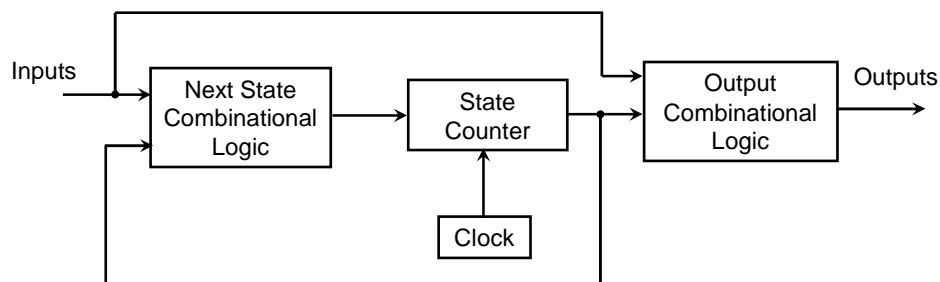 Inputs
Next State
Combinational
Logic
State
Counter
Clock
Output
Combinational
Logic
Outputs